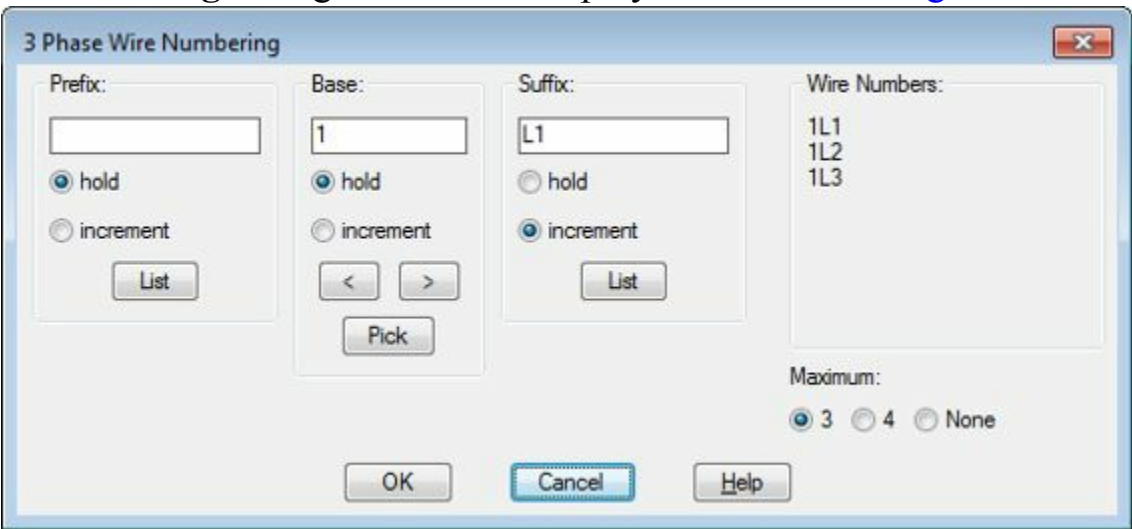 3 Phase Wire Numbering
Prefix: Base: Suffix: Wire Numbers:
1 L1 1L1
1L2
1L3
hold hold hold
increment increment increment
List < > List
Pick
Maximum:
3 4 None
OK Cancel Help